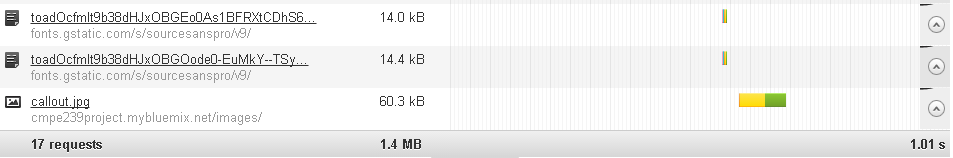 toadOcfmlt9b38dHJxOBGEo0As1BFRXtCDhS6… 14.0 kB
fonts.gstatic.com/s/sourcesanspro/v9/
toadOcfmlt9b38dHJxOBGOode0-EuMkY--TSy… 14.4 kB
fonts.gstatic.com/s/sourcesanspro/v9/
callout.jpg 60.3 kB
cmpe239project.mybluemix.net/images/
17 requests 1.4 MB 1.01 s